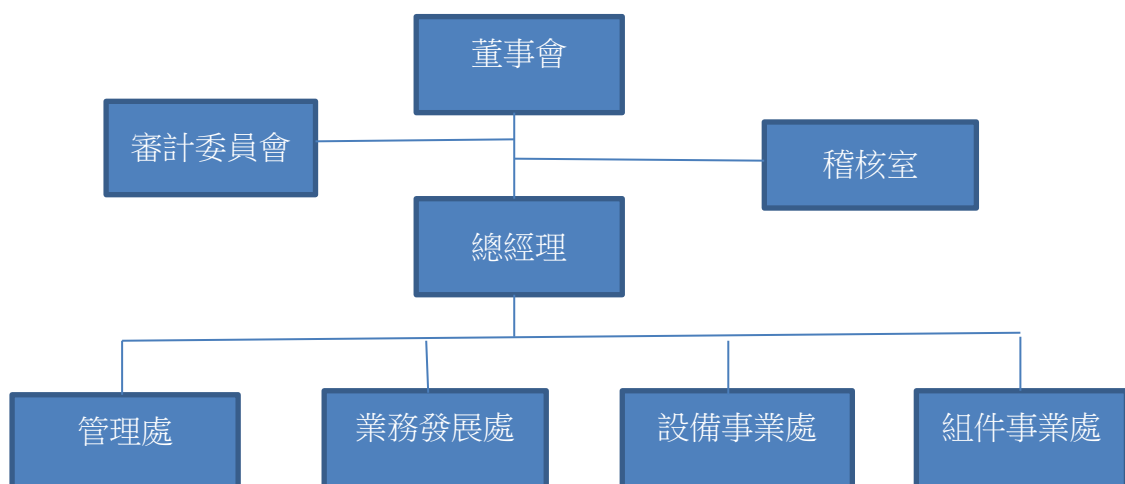 董事會
審計委員會
稽核室
總經理
管理處
業務發展處
設備事業處
組件事業處